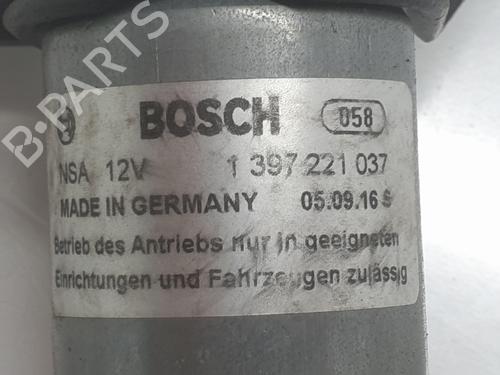 BOSCH 058
NSA 12V 1 397 221 037
MADE IN GERMANY 05.09.16 S
Betrieb des Antriebs nur in geeigneten
Einrichtungen und Fahrzeugen zulässig
B-PARTS